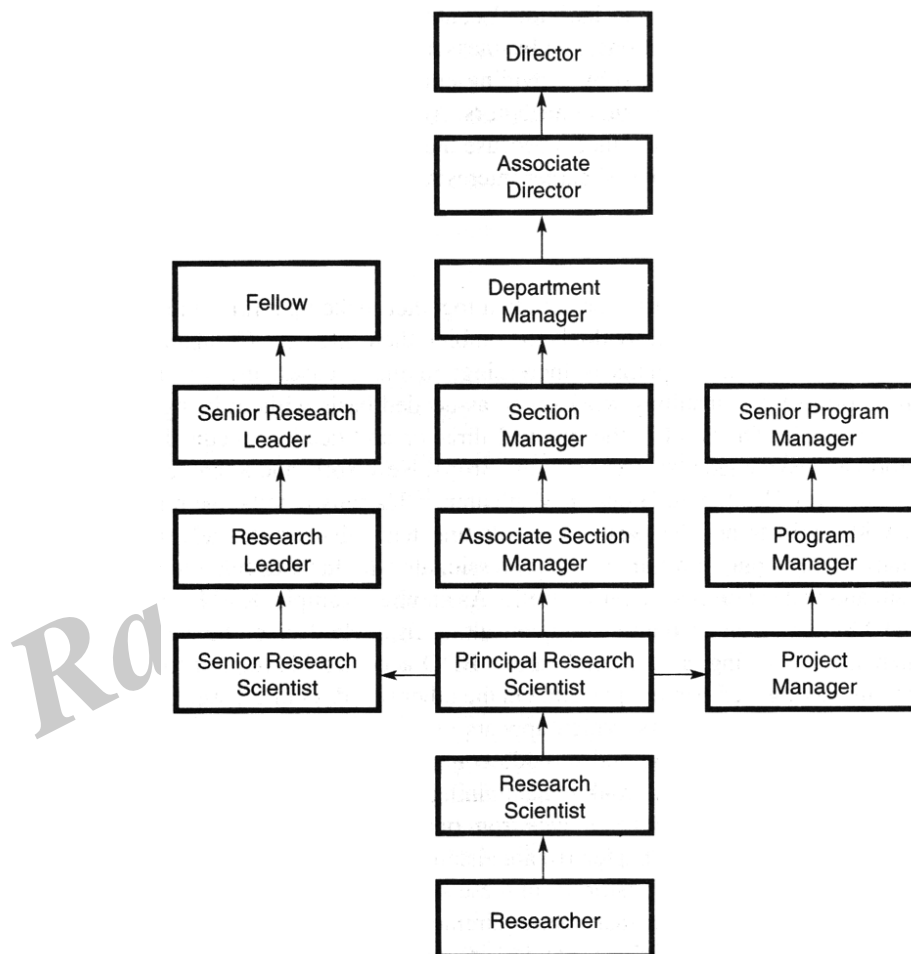 Director
Associate
Director
Fellow
Department
Manager
Senior Research
Leader
Section
Manager
Senior Program
Manager
Research
Leader
Associate Section
Manager
Program
Manager
Ra
Senior Research
Scientist
Principal Research
Scientist
Project
Manager
Research
Scientist
Researcher